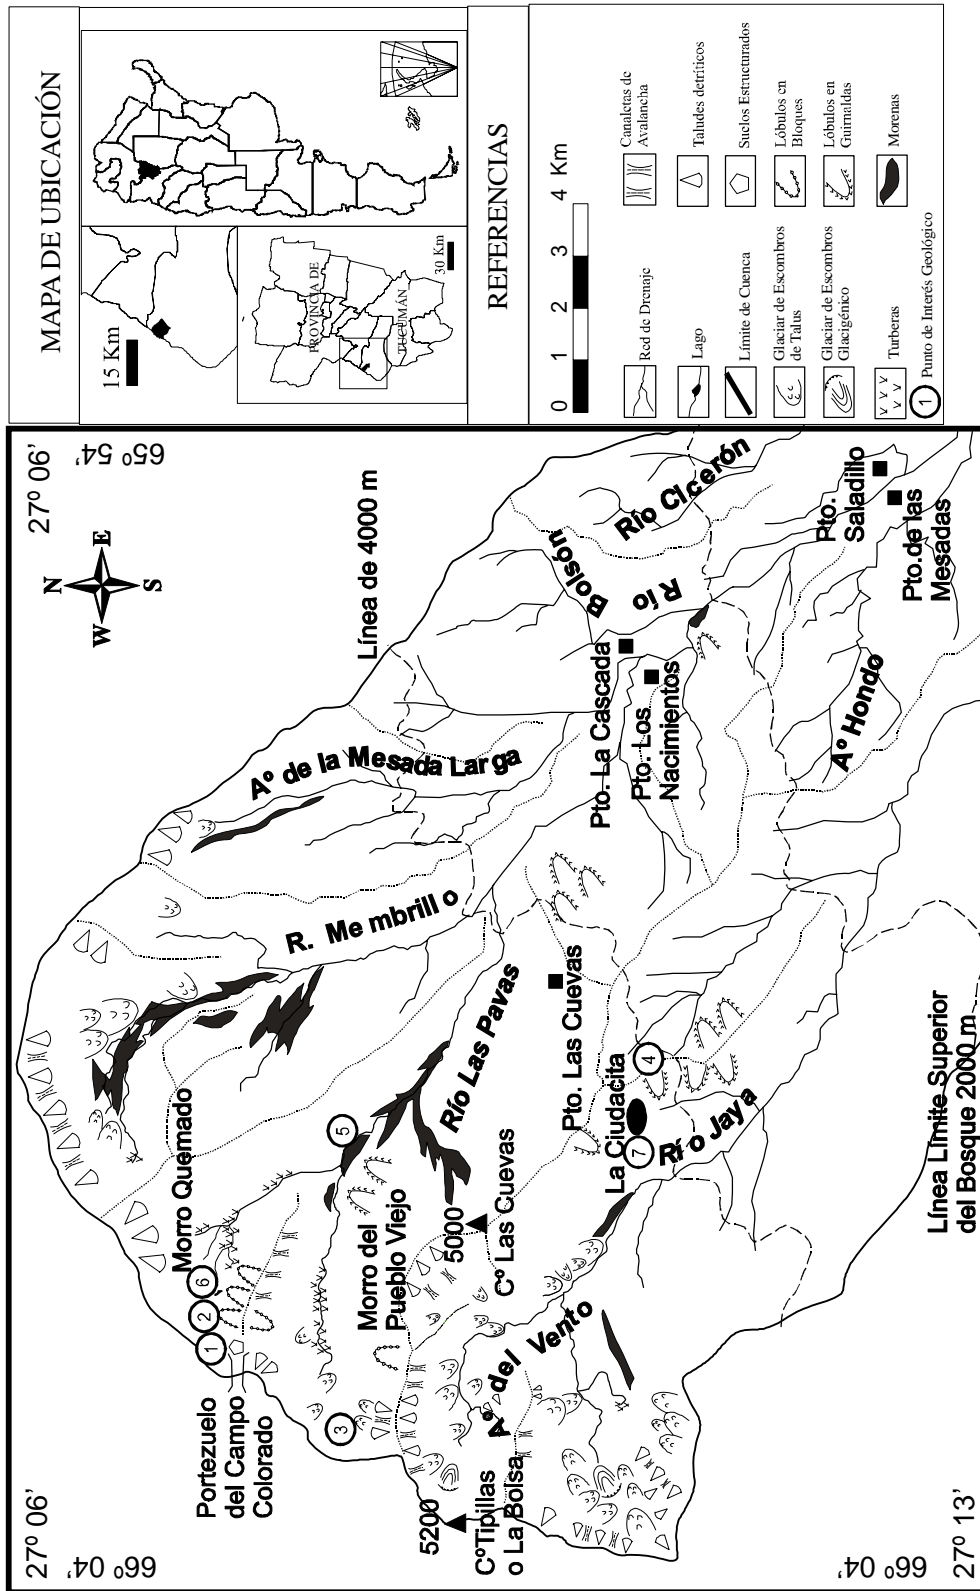 MAPA DE UBICACIÓN
15 Km
PROVINCIA DE
TUCUMÁN
30 Km
REFERENCIAS
0 1 2 3 4 Km
Red de Drenaje
Lago
Límite de Cuenca
Glaciar de Escombros
de Talus
Glaciar de Escombros
Glacigénico
Turberas
1 Punto de Interés Geológico
Canaletas de
Avalancha
Taludes detríticos
Suelos Estructurados
Lóbulos en
Bloques
Lóbulos en
Guirnaldas
Morenas
27º 06'
66º 04'
27º 06'
65º 54'
N
W E
S
Línea de 4000 m
Aº de la Mesada Larga
R. Membrillo
Morro Quemado
1
2
6
Portezuelo
del Campo
Colorado
3
5
Morro del
Pueblo Viejo
Río Las Pavas
5000
Cº Las Cuevas
5200
CºTipillas
o La Bolsa
Aº del Vento
Pto. Las Cuevas
La Ciudacita
4
7
Río Jaya
Pto. La Cascada
Pto. Los
Nacimientos
Bolsón
Río
Río Cicerón
Pto.
Saladillo
Pto.de las
Mesadas
Aº Hondo
Línea Límite Superior
del Bosque 2000 m
66º 04'
27º 13'